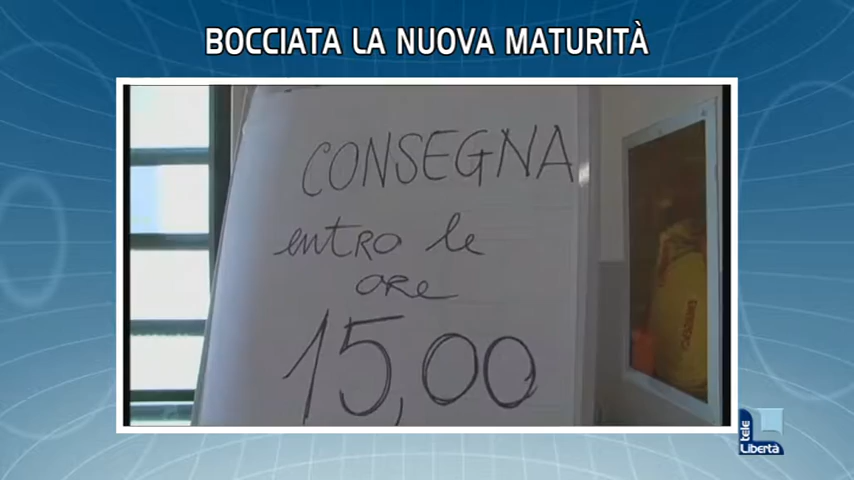 BOCCIATA LA NUOVA MATURITÀ
CONSEGNA
entro le
ore
15,00
tele
Libertà